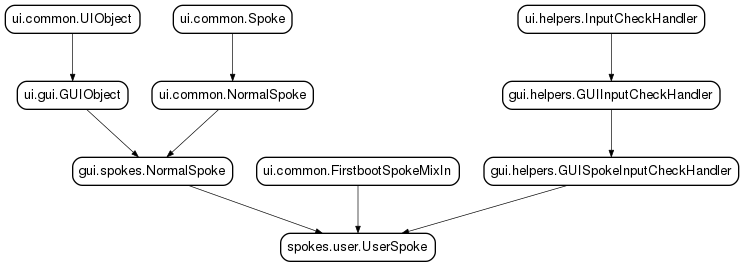 ui.common.UIObject
ui.common.Spoke
ui.helpers.InputCheckHandler
ui.gui.GUIObject
ui.common.NormalSpoke
gui.helpers.GUIInputCheckHandler
gui.spokes.NormalSpoke
ui.common.FirstbootSpokeMixIn
gui.helpers.GUISpokeInputCheckHandler
spokes.user.UserSpoke